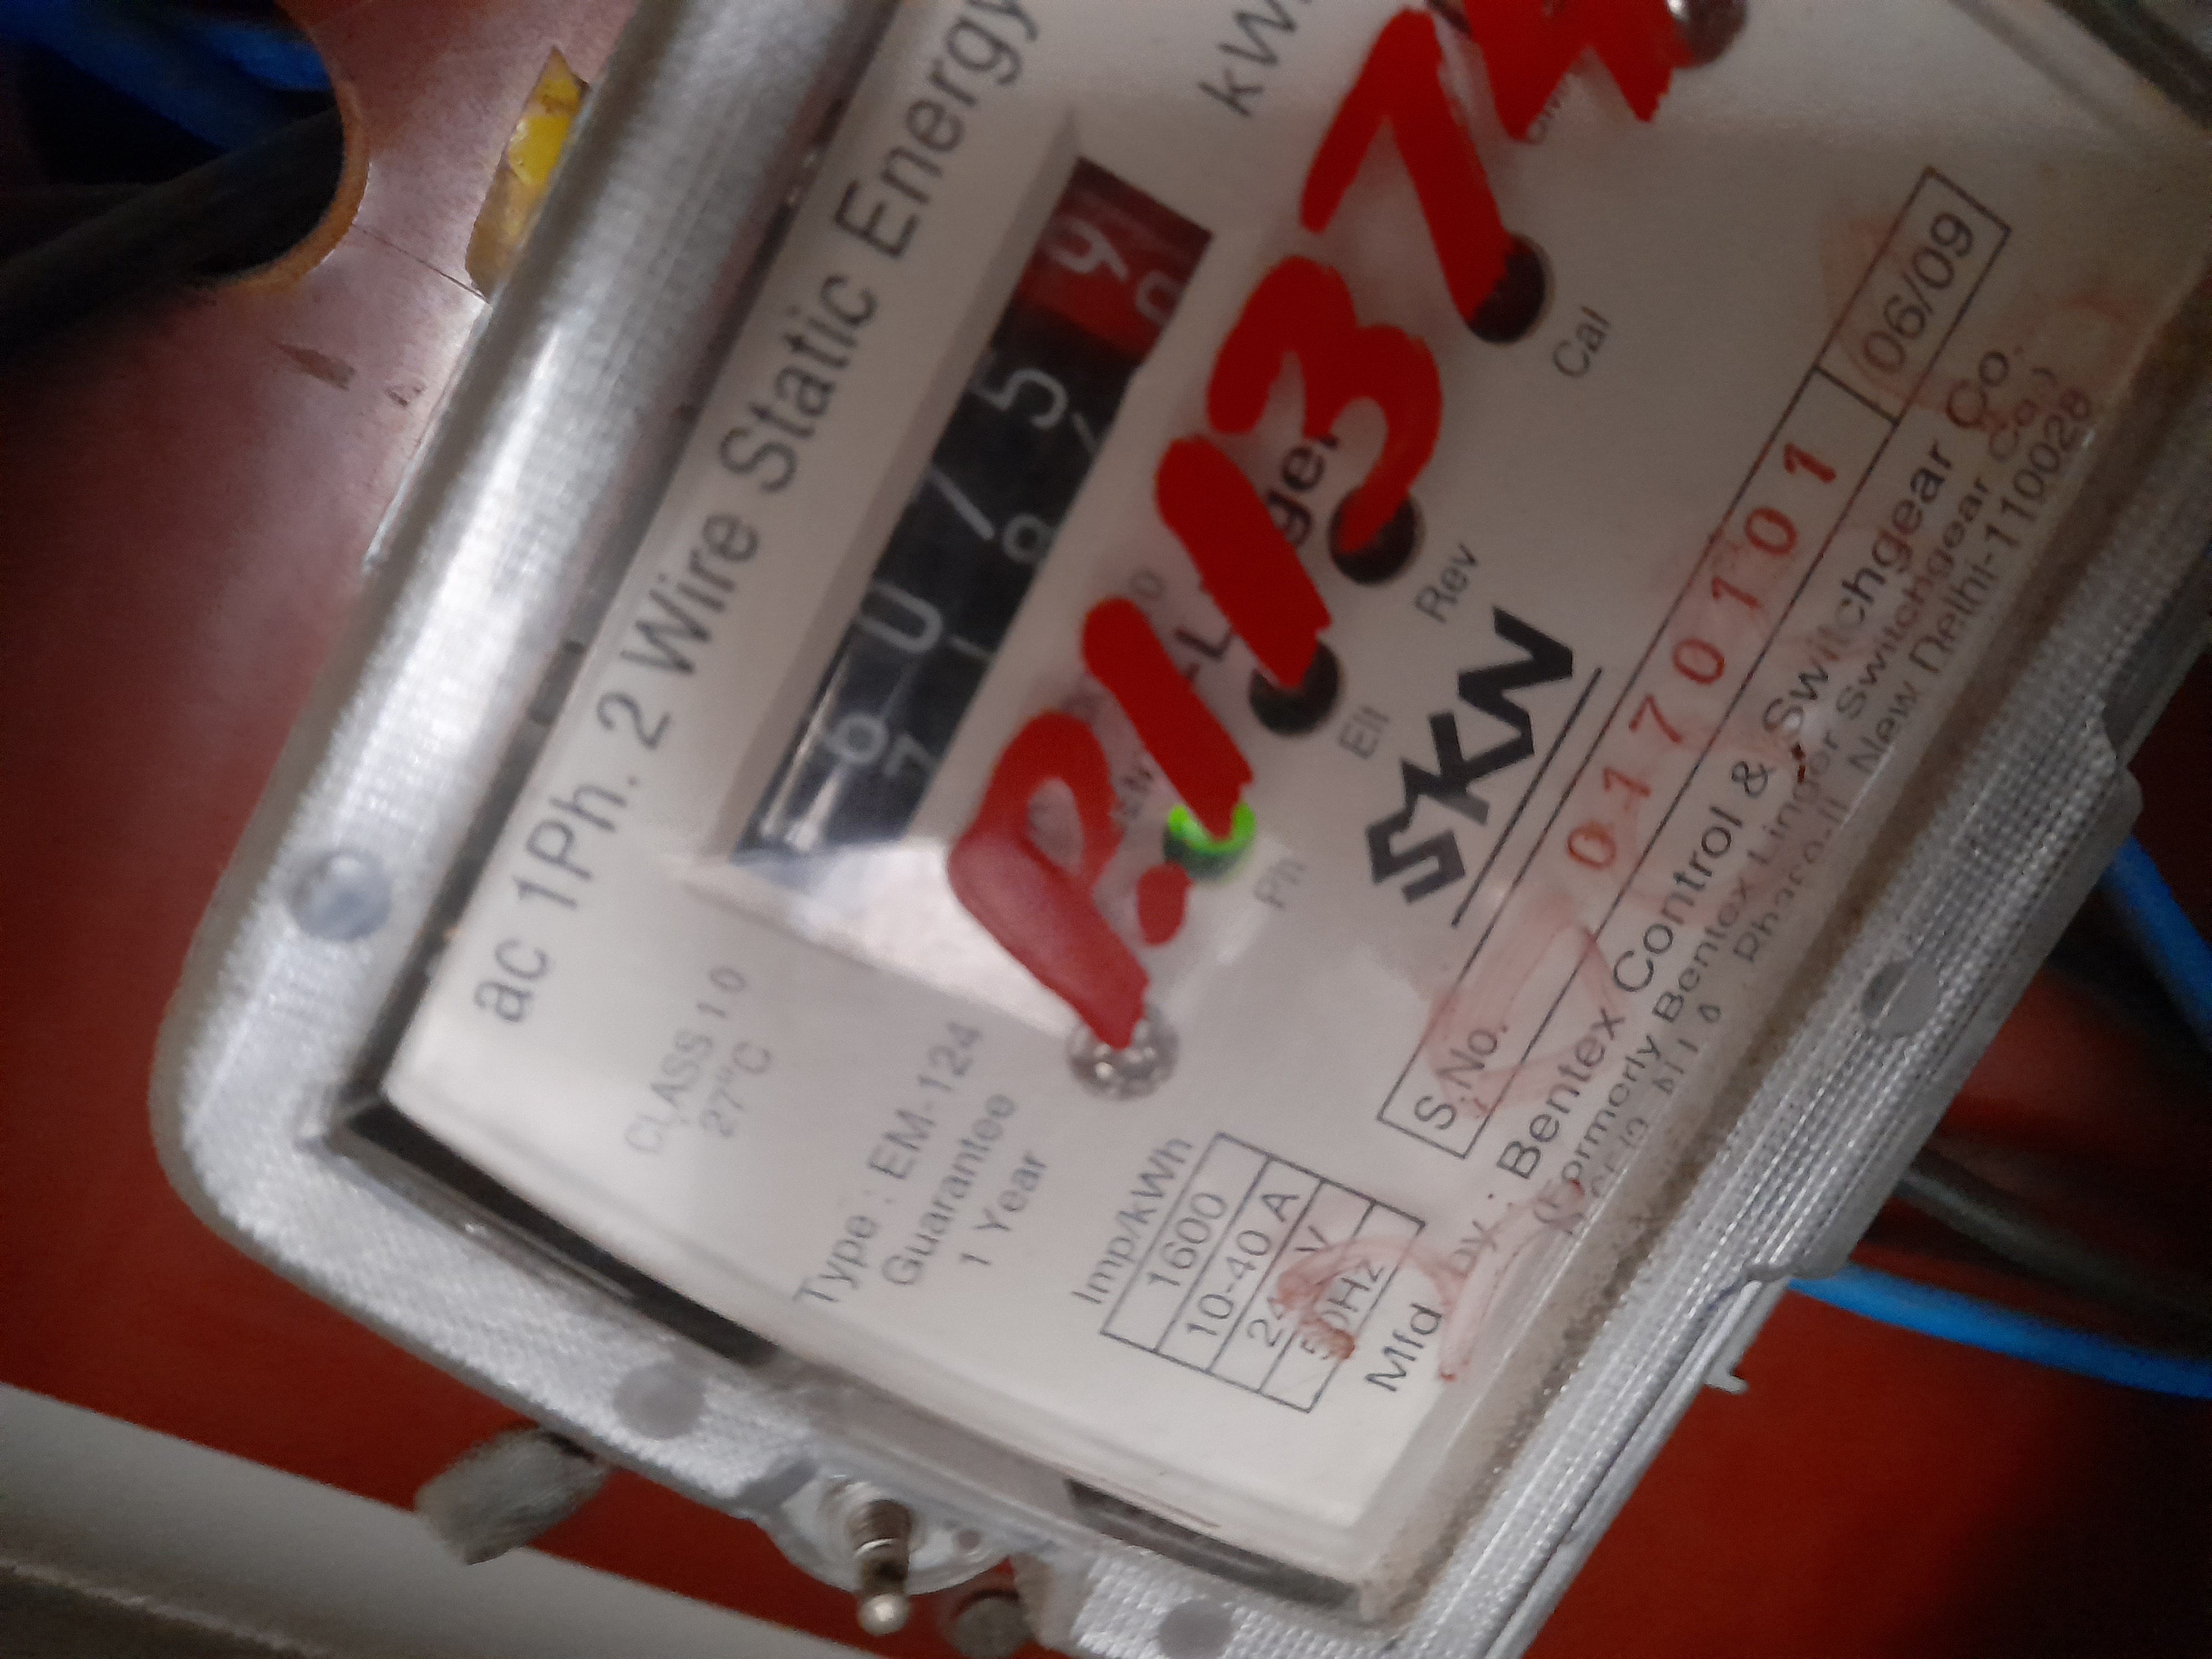 ac 1Ph. 2 Wire Static Energy
CLASS 1.0
27°C
Type : EM-124
Guarantee
1 Year
Imp/kWh
1600
10-40 A
50Hz
R1374
Ph
Ell
Rev
Cal
SKN
S.No. 0170101 06/09
Mfd by : Bentex Control & Switchgear Co.
(Formerly Bentex Linger Switchgear Co.)
New Delhi-110028